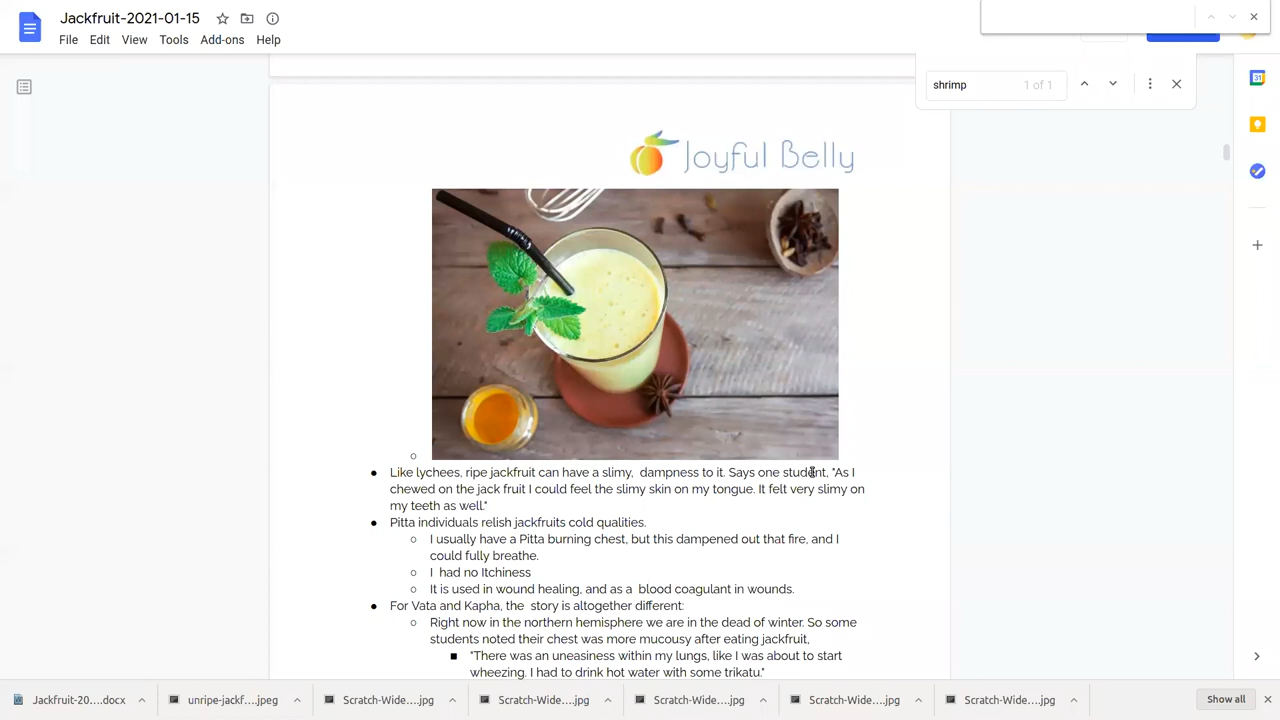 Jackfruit-2021-01-15
File Edit View Tools Add-ons Help
shrimp 1 of 1
Joyful Belly
Like lychees, ripe jackfruit can have a slimy,  dampness to it. Says one student, "As I
chewed on the jack fruit I could feel the slimy skin on my tongue. It felt very slimy on
my teeth as well."
Pitta individuals relish jackfruits cold qualities.
I usually have a Pitta burning chest, but this dampened out that fire, and I
could fully breathe.
I  had no Itchiness
It is used in wound healing, and as a  blood coagulant in wounds.
For Vata and Kapha, the  story is altogether different:
Right now in the northern hemisphere we are in the dead of winter. So some
students noted their chest was more mucousy after eating jackfruit,
"There was an uneasiness within my lungs, like I was about to start
wheezing. I had to drink hot water with some trikatu."
31
Jackfruit-20....docx unripe-jackf....jpeg Scratch-Wide....jpg Scratch-Wide....jpg Scratch-Wide....jpg Scratch-Wide....jpg Scratch-Wide....jpg Show all